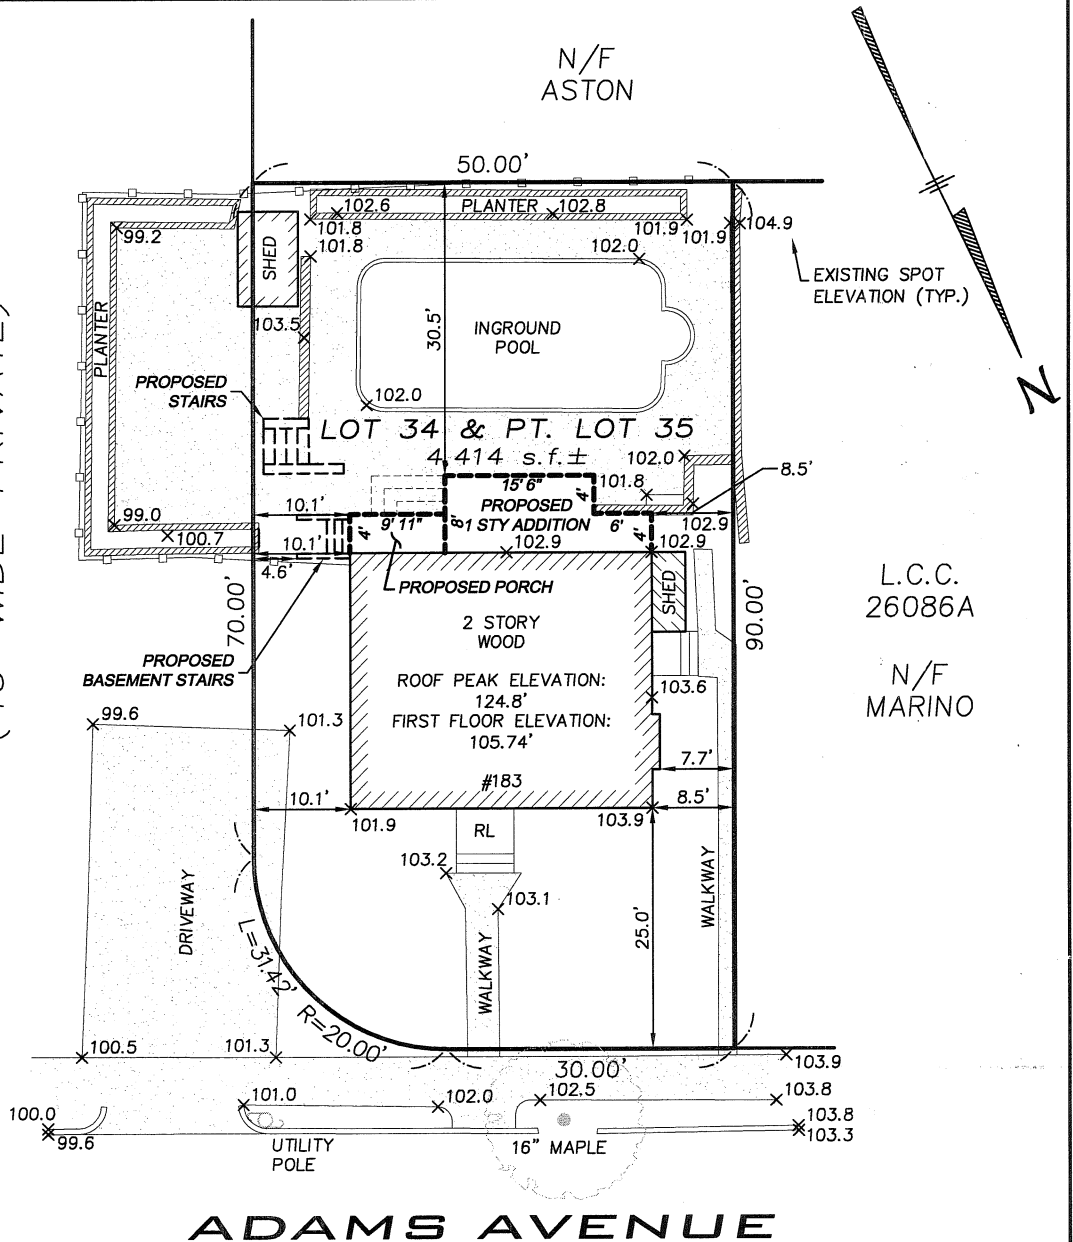 N/F
ASTON
50.00'
102.6
PLANTER
102.8
101.8
101.9
101.9
104.9
99.2
101.8
102.0
SHED
EXISTING SPOT
ELEVATION (TYP.)
PLANTER
103.5
30.5'
INGROUND
POOL
N
PROPOSED
STAIRS
102.0
LOT 34 & PT. LOT 35
4,414 s.f.±
102.0
8.5'
15' 6"
101.8
4'
10.1'
PROPOSED
1 STY ADDITION
99.0
9' 11"
8'
6'
102.9
100.7
4'
4'
10.1'
102.9
4.6'
PROPOSED PORCH
SHED
L.C.C.
26086A
70.00'
90.00'
2 STORY
WOOD
PROPOSED
BASEMENT STAIRS
N/F
MARINO
ROOF PEAK ELEVATION:
124.8'
FIRST FLOOR ELEVATION:
105.74'
103.6
99.6
101.3
7.7'
#183
10.1'
8.5'
101.9
103.9
RL
103.2
WALKWAY
103.1
DRIVEWAY
25.0'
L=31.42'
R=20.00'
WALKWAY
100.5
101.3
30.00'
103.9
101.0
102.0
102.5
103.8
100.0
99.6
103.8
103.3
UTILITY
POLE
16" MAPLE
ADAMS AVENUE